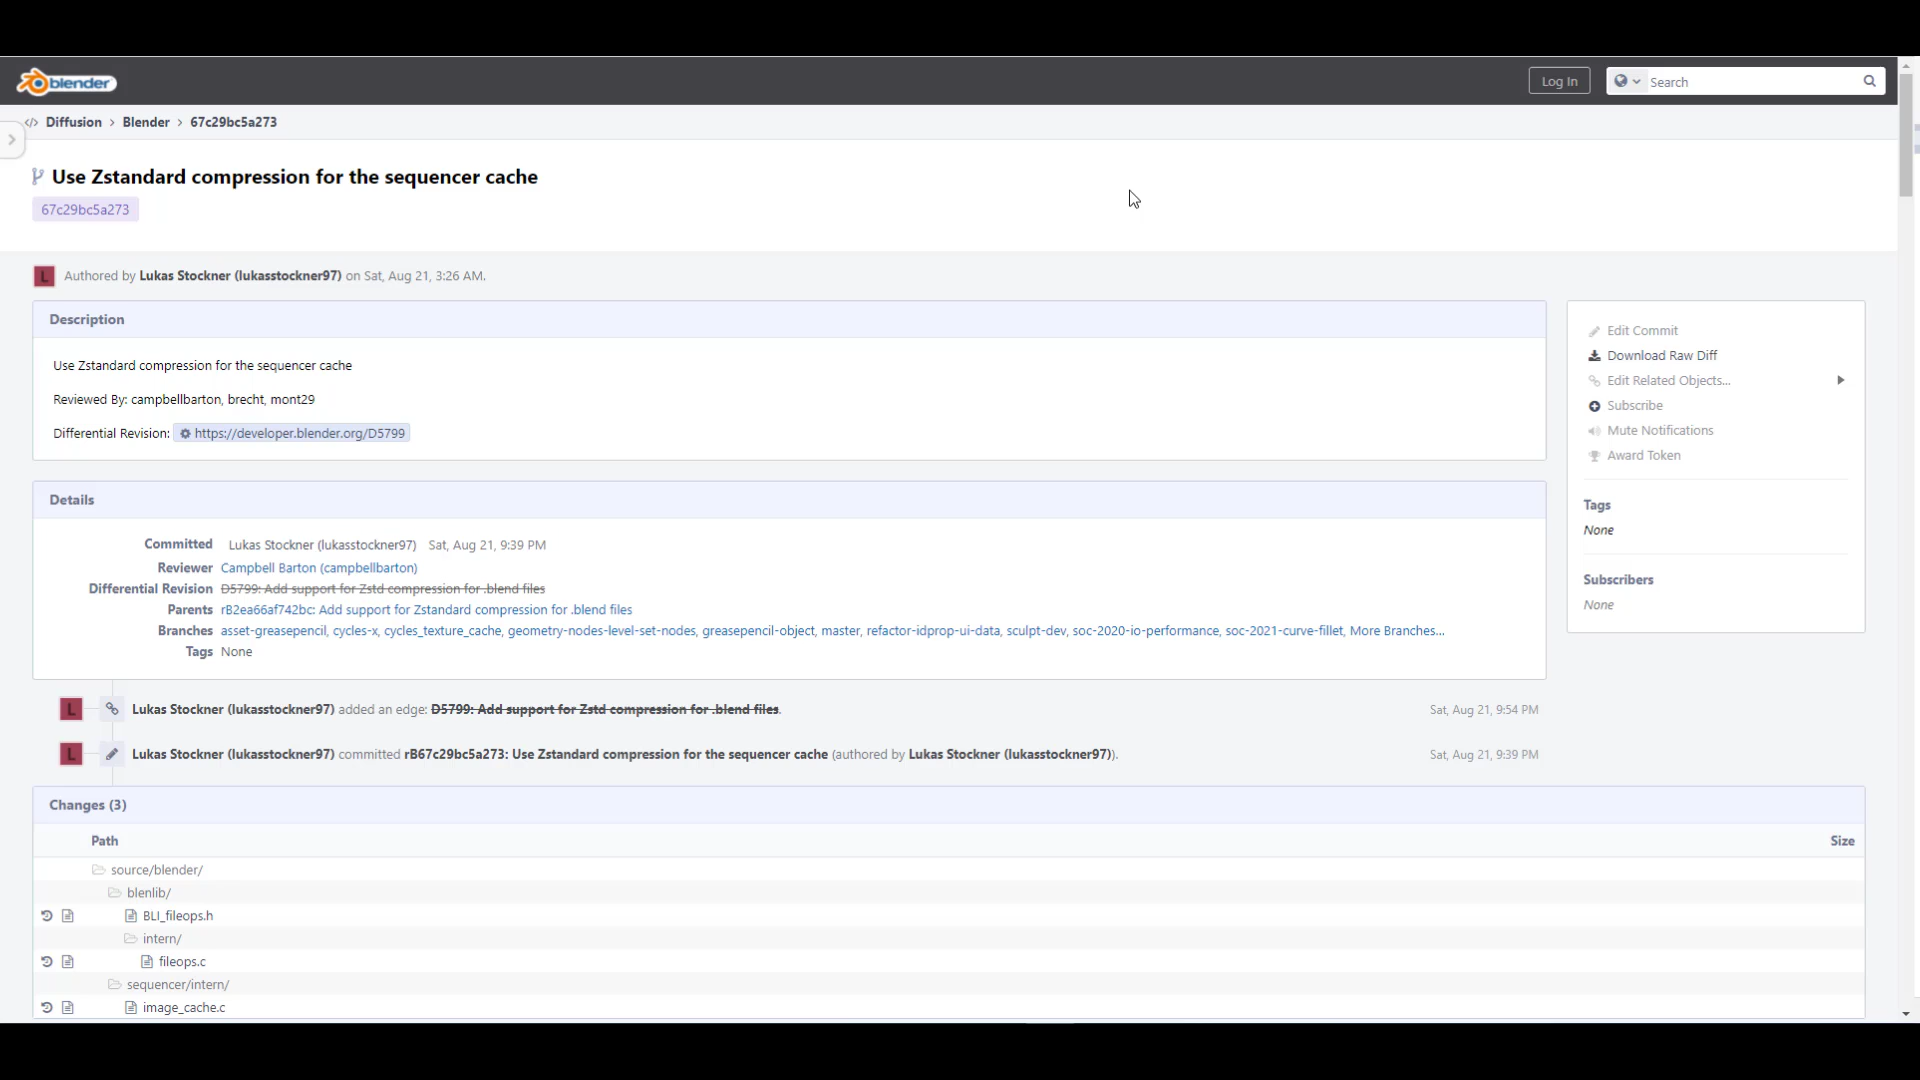 blender
Log In
Search
Diffusion > Blender > 67c29bc5a273
Use Zstandard compression for the sequencer cache
67c29bc5a273
L Authored by Lukas Stockner (lukasstockner97) on Sat, Aug 21, 3:26 AM.
Description
Use Zstandard compression for the sequencer cache
Reviewed By: campbellbarton, brecht, mont29
Differential Revision: https://developer.blender.org/D5799
Edit Commit
Download Raw Diff
Edit Related Objects...
Subscribe
Mute Notifications
Award Token
Tags
None
Subscribers
None
Details
Committed Lukas Stockner (lukasstockner97) Sat, Aug 21, 9:39 PM
Reviewer Campbell Barton (campbellbarton)
Differential Revision D5799: Add support for Zstd compression for .blend files
Parents rB2ea66af742bc: Add support for Zstandard compression for .blend files
Branches asset-greasepencil, cycles-x, cycles_texture_cache, geometry-nodes-level-set-nodes, greasepencil-object, master, refactor-idprop-ui-data, sculpt-dev, soc-2020-io-performance, soc-2021-curve-fillet, More Branches...
Tags None
L Lukas Stockner (lukasstockner97) added an edge: D5799: Add support for Zstd compression for .blend files. Sat, Aug 21, 9:54 PM
L Lukas Stockner (lukasstockner97) committed rB67c29bc5a273: Use Zstandard compression for the sequencer cache (authored by Lukas Stockner (lukasstockner97)). Sat, Aug 21, 9:39 PM
Changes (3)
Path Size
source/blender/
blenlib/
BLI_fileops.h
intern/
fileops.c
sequencer/intern/
image_cache.c